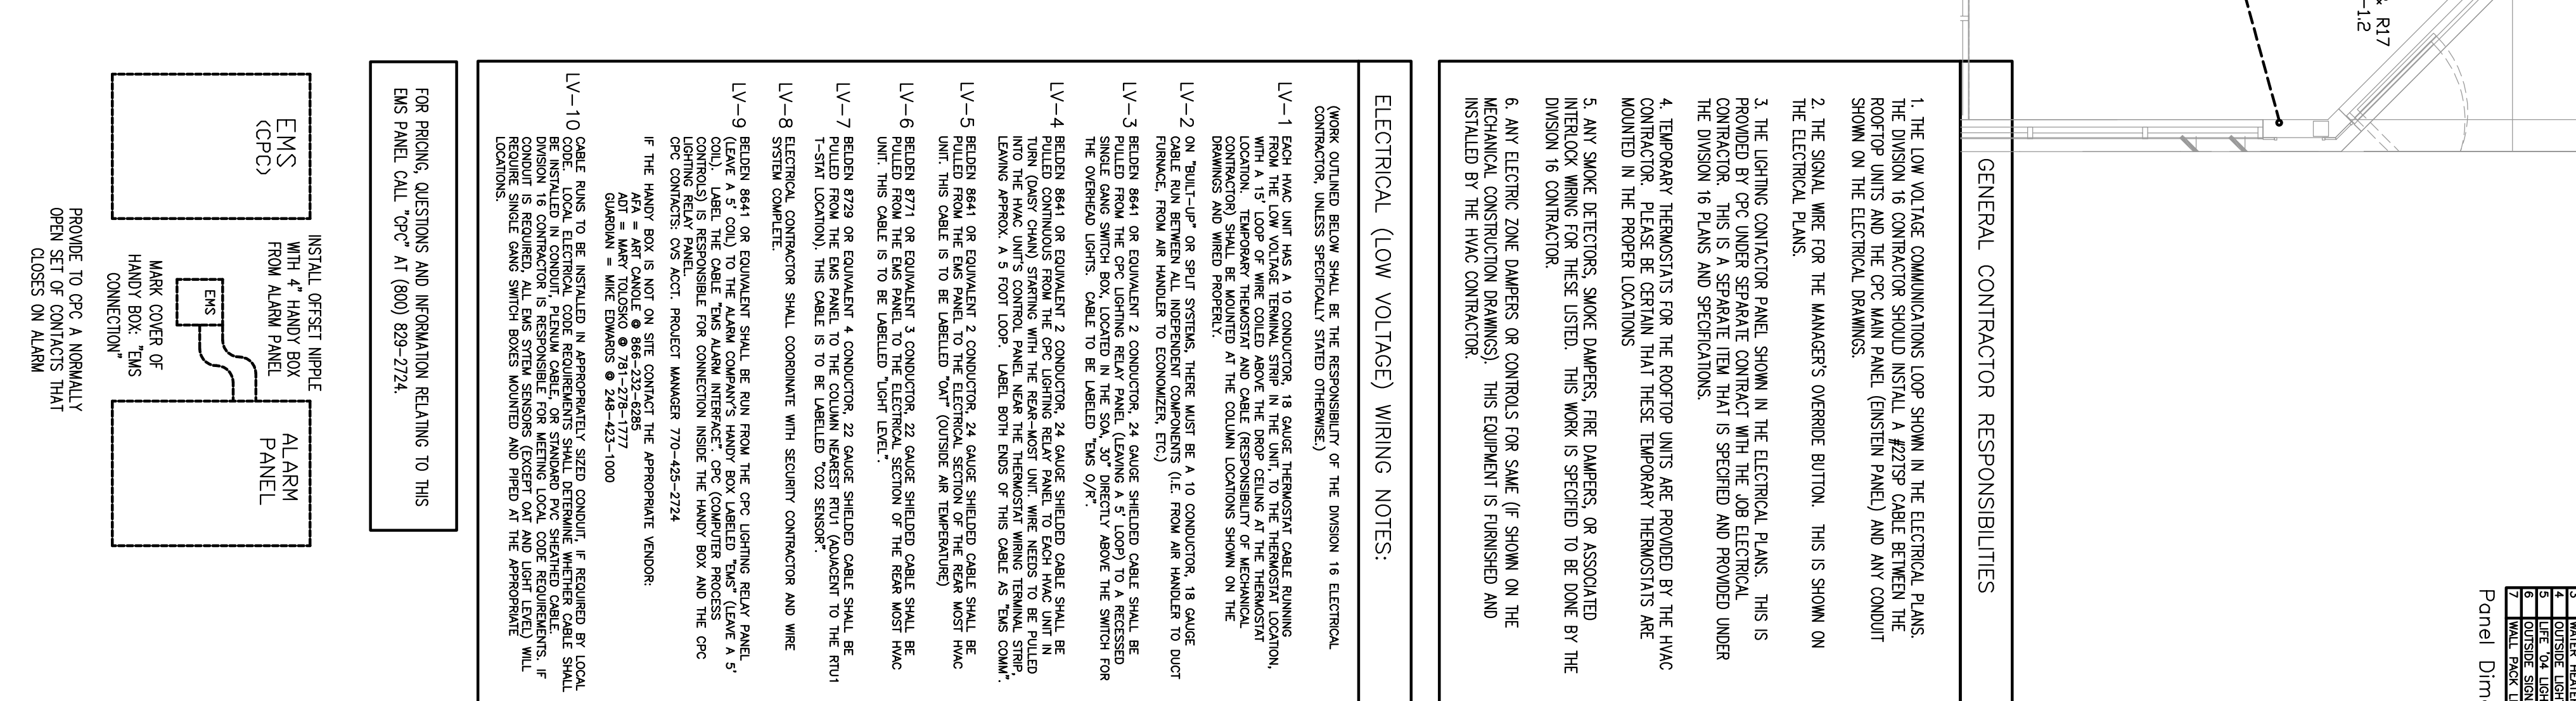 × R17
-1.2
GENERAL CONTRACTOR RESPONSIBILITIES
1. THE LOW VOLTAGE COMMUNICATIONS LOOP SHOWN IN THE ELECTRICAL PLANS.
THE DIVISION 16 CONTRACTOR SHOULD INSTALL A #22TSP CABLE BETWEEN THE
ROOFTOP UNITS AND THE CPC MAIN PANEL (EINSTEIN PANEL) AND ANY CONDUIT
SHOWN ON THE ELECTRICAL DRAWINGS.
2. THE SIGNAL WIRE FOR THE MANAGER'S OVERRIDE BUTTON. THIS IS SHOWN ON
THE ELECTRICAL PLANS.
3. THE LIGHTING CONTACTOR PANEL SHOWN IN THE ELECTRICAL PLANS. THIS IS
PROVIDED BY CPC UNDER SEPARATE CONTRACT WITH THE JOB ELECTRICAL
CONTRACTOR. THIS IS A SEPARATE ITEM THAT IS SPECIFIED AND PROVIDED UNDER
THE DIVISION 16 PLANS AND SPECIFICATIONS.
4. TEMPORARY THERMOSTATS FOR THE ROOFTOP UNITS ARE PROVIDED BY THE HVAC
CONTRACTOR. PLEASE BE CERTAIN THAT THESE TEMPORARY THERMOSTATS ARE
MOUNTED IN THE PROPER LOCATIONS
5. ANY SMOKE DETECTORS, SMOKE DAMPERS, FIRE DAMPERS, OR ASSOCIATED
INTERLOCK WIRING FOR THESE LISTED. THIS WORK IS SPECIFIED TO BE DONE BY THE
DIVISION 16 CONTRACTOR.
6. ANY ELECTRIC ZONE DAMPERS OR CONTROLS FOR SAME (IF SHOWN ON THE
MECHANICAL CONSTRUCTION DRAWINGS). THIS EQUIPMENT IS FURNISHED AND
INSTALLED BY THE HVAC CONTRACTOR.
ELECTRICAL (LOW VOLTAGE) WIRING NOTES:
(WORK OUTLINED BELOW SHALL BE THE RESPONSIBILITY OF THE DIVISION 16 ELECTRICAL
CONTRACTOR, UNLESS SPECIFICALLY STATED OTHERWISE.)
LV-1 EACH HVAC UNIT HAS A 10 CONDUCTOR, 18 GAUGE THERMOSTAT CABLE RUNNING
FROM THE LOW VOLTAGE TERMINAL STRIP IN THE UNIT, TO THE THERMOSTAT LOCATION,
WITH A 15' LOOP OF WIRE COILED ABOVE THE DROP CEILING AT THE THERMOSTAT
LOCATION. TEMPORARY THERMOSTAT AND CABLE (RESPONSIBILITY OF MECHANICAL
CONTRACTOR) SHALL BE MOUNTED AT THE COLUMN LOCATIONS SHOWN ON THE
DRAWINGS AND WIRED PROPERLY.
LV-2 ON "BUILT-UP" OR SPLIT SYSTEMS, THERE MUST BE A 10 CONDUCTOR, 18 GAUGE
CABLE RUN BETWEEN ALL INDEPENDENT COMPONENTS (I.E. FROM AIR HANDLER TO DUCT
FURNACE, FROM AIR HANDLER TO ECONOMIZER, ETC.)
LV-3 BELDEN 8641 OR EQUIVALENT 2 CONDUCTOR, 24 GAUGE SHIELDED CABLE SHALL BE
PULLED FROM THE CPC LIGHTING RELAY PANEL (LEAVING A 5' LOOP) TO A RECESSED
SINGLE GANG SWITCH BOX, LOCATED IN THE SOA, 30" DIRECTLY ABOVE THE SWITCH FOR
THE OVERHEAD LIGHTS. CABLE TO BE LABELED "EMS O/R".
LV-4 BELDEN 8641 OR EQUIVALENT 2 CONDUCTOR, 24 GAUGE SHIELDED CABLE SHALL BE
PULLED CONTINUOUS FROM THE CPC LIGHTING RELAY PANEL TO EACH HVAC UNIT IN
TURN (DAISY CHAIN) STARTING WITH THE REAR-MOST UNIT. WIRE NEEDS TO BE PULLED
INTO THE HVAC UNIT'S CONTROL PANEL NEAR THE THERMOSTAT WIRING TERMINAL STRIP,
LEAVING APPROX. A 5 FOOT LOOP. LABEL BOTH ENDS OF THIS CABLE AS "EMS COMM".
LV-5 BELDEN 8641 OR EQUIVALENT 2 CONDUCTOR, 24 GAUGE SHIELDED CABLE SHALL BE
PULLED FROM THE EMS PANEL TO THE ELECTRICAL SECTION OF THE REAR MOST HVAC
UNIT. THIS CABLE IS TO BE LABELLED "OAT" (OUTSIDE AIR TEMPERATURE)
LV-6 BELDEN 8771 OR EQUIVALENT 3 CONDUCTOR, 22 GAUGE SHIELDED CABLE SHALL BE
PULLED FROM THE EMS PANEL TO THE ELECTRICAL SECTION OF THE REAR MOST HVAC
UNIT. THIS CABLE IS TO BE LABELLED "LIGHT LEVEL".
LV-7 BELDEN 8729 OR EQUIVALENT 4 CONDUCTOR, 22 GAUGE SHIELDED CABLE SHALL BE
PULLED FROM THE EMS PANEL TO THE COLUMN NEAREST RTU1 (ADJACENT TO THE RTU1
T-STAT LOCATION), THIS CABLE IS TO BE LABELLED "CO2 SENSOR".
LV-8 ELECTRICAL CONTRACTOR SHALL COORDINATE WITH SECURITY CONTRACTOR AND WIRE
SYSTEM COMPLETE.
LV-9 BELDEN 8641 OR EQUIVALENT SHALL BE RUN FROM THE CPC LIGHTING RELAY PANEL
(LEAVE A 5' COIL) TO THE ALARM COMPANY'S HANDY BOX LABELED "EMS" (LEAVE A 5'
COIL). LABEL THE CABLE "EMS ALARM INTERFACE". CPC (COMPUTER PROCESS
CONTROLS) IS RESPONSIBLE FOR CONNECTION INSIDE THE HANDY BOX AND THE CPC
LIGHTING RELAY PANEL.
CPC CONTACTS: CVS ACCT. PROJECT MANAGER 770-425-2724
IF THE HANDY BOX IS NOT ON SITE CONTACT THE APPROPRIATE VENDOR:
AFA = ART CANOLE @ 866-232-6285
ADT = MARY TOLOSKO @ 781-278-1777
GUARDIAN = MIKE EDWARDS @ 248-423-1000
LV-10 CABLE RUNS TO BE INSTALLED IN APPROPRIATELY SIZED CONDUIT, IF REQUIRED BY LOCAL
CODE. LOCAL ELECTRICAL CODE REQUIREMENTS SHALL DETERMINE WHETHER CABLE SHALL
BE INSTALLED IN CONDUIT, PLENUM CABLE, OR STANDARD PVC SHEATHED CABLE.
DIVISION 16 CONTRACTOR IS RESPONSIBLE FOR MEETING LOCAL CODE REQUIREMENTS. IF
CONDUIT IS REQUIRED, ALL EMS SYTEM SENSORS (EXCEPT OAT AND LIGHT LEVEL) WILL
REQUIRE SINGLE GANG SWITCH BOXES MOUNTED AND PIPED AT THE APPROPRIATE
LOCATIONS.
FOR PRICING, QUESTIONS AND INFORMATION RELATING TO THIS
EMS PANEL CALL "CPC" AT (800) 829-2724.
EMS
(CPC)
INSTALL OFFSET NIPPLE
WITH 4" HANDY BOX
FROM ALARM PANEL
EMS
MARK COVER OF
HANDY BOX: "EMS
CONNECTION"
ALARM
PANEL
PROVIDE TO CPC A NORMALLY
OPEN SET OF CONTACTS THAT
CLOSES ON ALARM
3 WATER HEATER
4 OUTSIDE LIGH
5 LIFE '04 LIGH
6 OUTSIDE SIGN
7 WALL PACK LI
Panel Dim